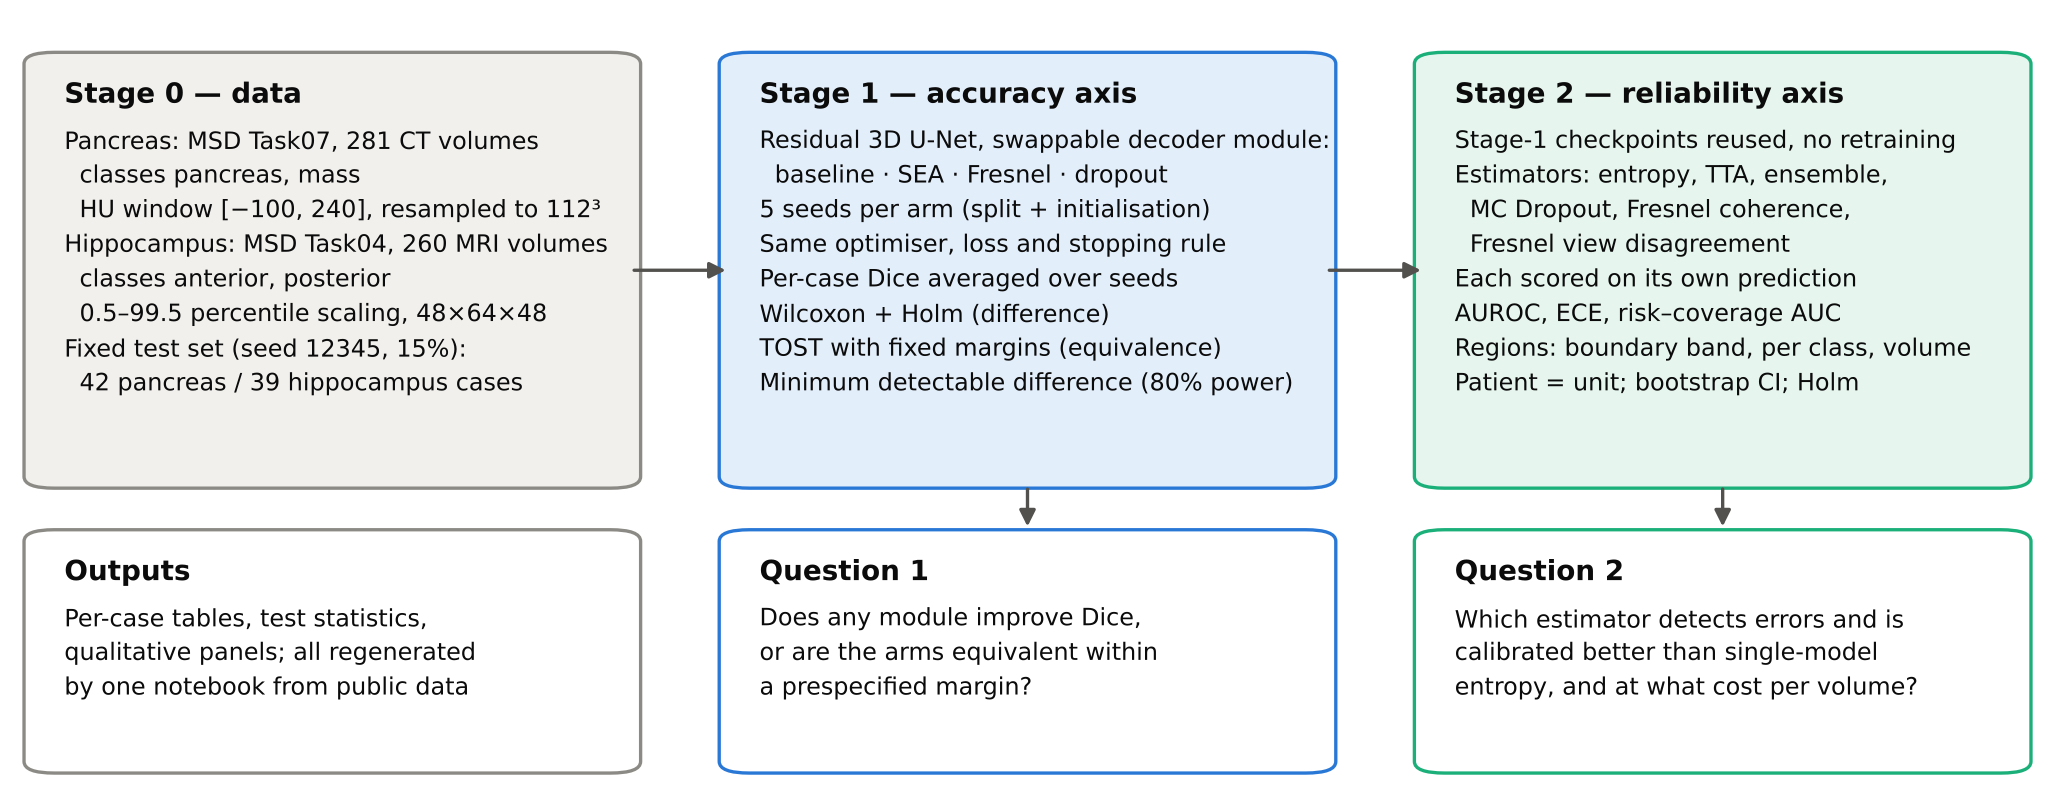 Stage 0 — data
Pancreas: MSD Task07, 281 CT volumes
classes pancreas, mass
HU window [−100, 240], resampled to 112³
Hippocampus: MSD Task04, 260 MRI volumes
classes anterior, posterior
0.5–99.5 percentile scaling, 48×64×48
Fixed test set (seed 12345, 15%):
42 pancreas / 39 hippocampus cases
Stage 1 — accuracy axis
Residual 3D U-Net, swappable decoder module:
baseline · SEA · Fresnel · dropout
5 seeds per arm (split + initialisation)
Same optimiser, loss and stopping rule
Per-case Dice averaged over seeds
Wilcoxon + Holm (difference)
TOST with fixed margins (equivalence)
Minimum detectable difference (80% power)
Stage 2 — reliability axis
Stage-1 checkpoints reused, no retraining
Estimators: entropy, TTA, ensemble,
MC Dropout, Fresnel coherence,
Fresnel view disagreement
Each scored on its own prediction
AUROC, ECE, risk–coverage AUC
Regions: boundary band, per class, volume
Patient = unit; bootstrap CI; Holm
Outputs
Per-case tables, test statistics,
qualitative panels; all regenerated
by one notebook from public data
Question 1
Does any module improve Dice,
or are the arms equivalent within
a prespecified margin?
Question 2
Which estimator detects errors and is
calibrated better than single-model
entropy, and at what cost per volume?